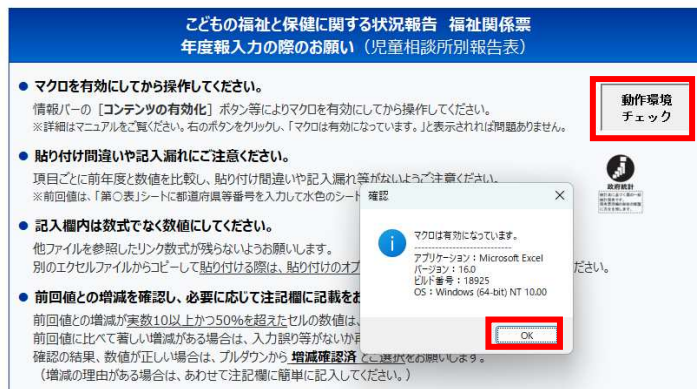 こどもの福祉と保健に関する状況報告 福祉関係票
年度報入力の際のお願い（児童相談所別報告表）
● マクロを有効にしてから操作してください。
情報バーの［コンテンツの有効化］ボタン等によりマクロを有効にしてから操作してください。
※詳細はマニュアルをご覧ください。右のボタンをクリックし、「マクロは有効になっています。」と表示されれば問題ありません。
動作環境
チェック
● 貼り付け間違いや記入漏れにご注意ください。
項目ごとに前年度と数値を比較し、貼り付け間違いや記入漏れ等がないようご注意ください。
※前回値は、「第○表」シートに都道府県等番号を入力して水色のシート
政府統計
● 記入欄内は数式でなく数値にしてください。
他ファイルを参照したリンク数式が残らないようお願いします。
別のエクセルファイルからコピーして貼り付ける際は、貼り付けのオプ
ださい。
● 前回値との増減を確認し、必要に応じて注記欄に記載をお
前回値との増減が実数10以上かつ50%を超えたセルの数値は、
前回値に比べて著しい増減がある場合は、入力誤り等がないか再
確認の結果、数値が正しい場合は、プルダウンから 増減確認済 とご選択をお願いします。
（増減の理由がある場合は、あわせて注記欄に簡単に記入してください。）
確認
マクロは有効になっています。
----------------------------
アプリケーション：Microsoft Excel
バージョン：16.0
ビルド番号：18925
OS：Windows (64-bit) NT 10.00
OK